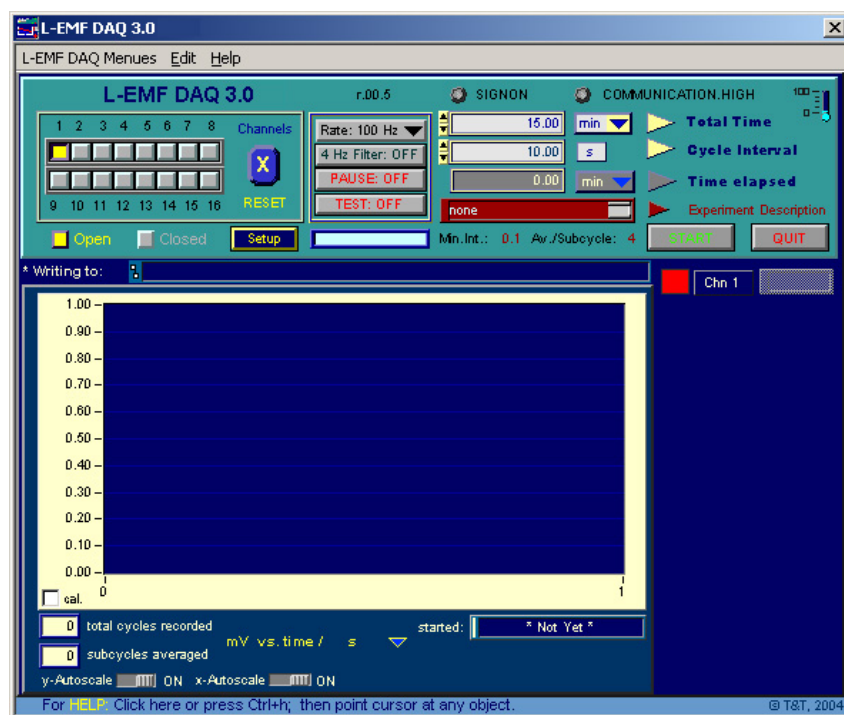 L-EMF DAQ 3.0
L-EMF DAQ Menues Edit Help
L-EMF DAQ 3.0 r.00.5 SIGNON COMMUNICATION.HIGH 100
0
1 2 3 4 5 6 7 8 Channels Rate: 100 Hz 15.00 min Total Time
4 Hz Filter: OFF 10.00 s Cycle Interval
X PAUSE: OFF 0.00 min Time elapsed
9 10 11 12 13 14 15 16 RESET TEST: OFF none Experiment Description
Open Closed Setup Min.Int.: 0.1 Av./Subcycle: 4 START QUIT
* Writing to: Chn 1
1.00
0.90
0.80
0.70
0.60
0.50
0.40
0.30
0.20
0.10
0.00
cal. 0 1
0 total cycles recorded mV vs.time / s started: * Not Yet *
0 subcycles averaged
y-Autoscale ON x-Autoscale ON
For HELP: Click here or press Ctrl+h; then point cursor at any object. © T&T, 2004